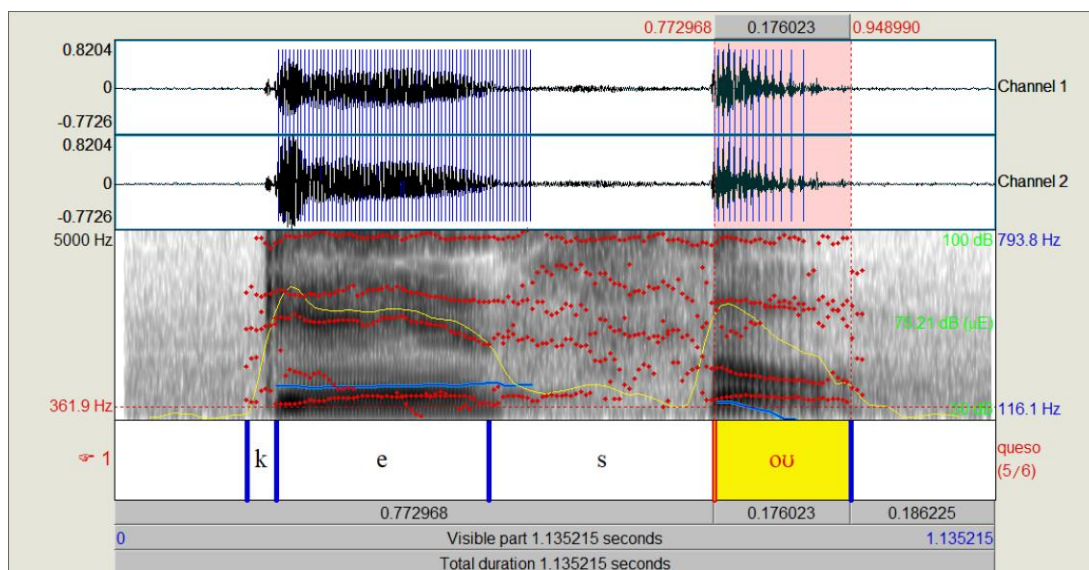 0.772968 0.176023 0.948990
0.8204
0
-0.7726
Channel 1
0.8204
0
-0.7726
Channel 2
5000 Hz 100 dB 793.8 Hz
75.21 dB (µE)
361.9 Hz 50 dB 116.1 Hz
1 k e s oʊ queso
(5/6)
0.772968 0.176023 0.186225
0 Visible part 1.135215 seconds 1.135215
Total duration 1.135215 seconds